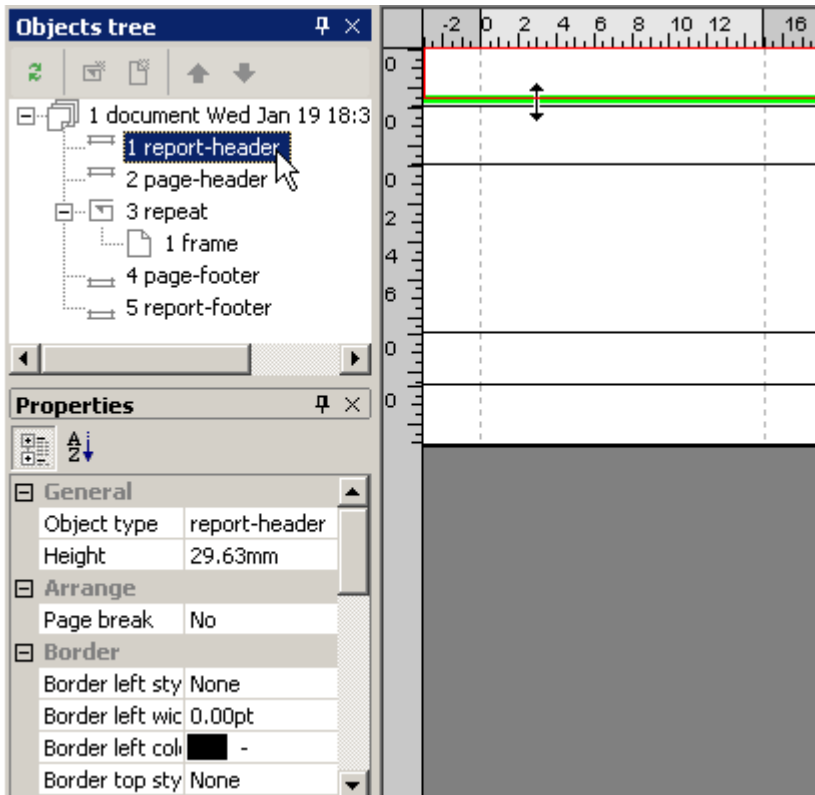 Objects tree
1 document Wed Jan 19 18:3
1 report-header
2 page-header
3 repeat
1 frame
4 page-footer
5 report-footer
Properties
A
Z
General
Object type report-header
Height 29.63mm
Arrange
Page break No
Border
Border left sty None
Border left wic 0.00pt
Border left col -
Border top sty None
-2 0 2 4 6 8 10 12 16
0
0
0
2
4
6
0
0